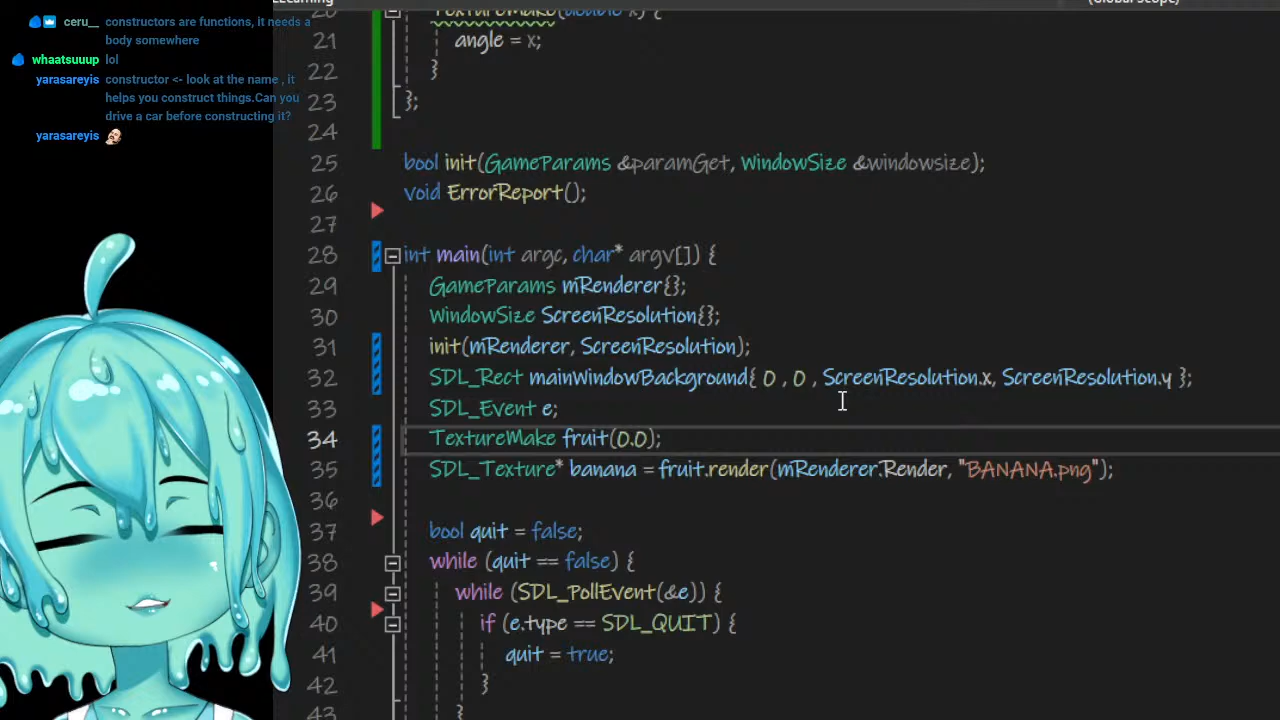 ELearning
(Global Scope)
ceru__ constructors are functions, it needs a
body somewhere
whaatsuuup lol
yarasareyis constructor <- look at the name , it
helps you construct things.Can you
drive a car before constructing it?
yarasareyis
20 TextureMake(double x) {
21 angle = x;
22 }
23 };
24
25 bool init(GameParams &paramGet, WindowSize &windowsize);
26 void ErrorReport();
27
28 int main(int argc, char* argv[]) {
29 GameParams mRenderer{};
30 WindowSize ScreenResolution{};
31 init(mRenderer, ScreenResolution);
32 SDL_Rect mainWindowBackground{ 0 , 0 , ScreenResolution.x, ScreenResolution.y };
33 SDL_Event e;
34 TextureMake fruit(0.0);
35 SDL_Texture* banana = fruit.render(mRenderer.Render, "BANANA.png");
36
37 bool quit = false;
38 while (quit == false) {
39 while (SDL_PollEvent(&e)) {
40 if (e.type == SDL_QUIT) {
41 quit = true;
42 }
43 }